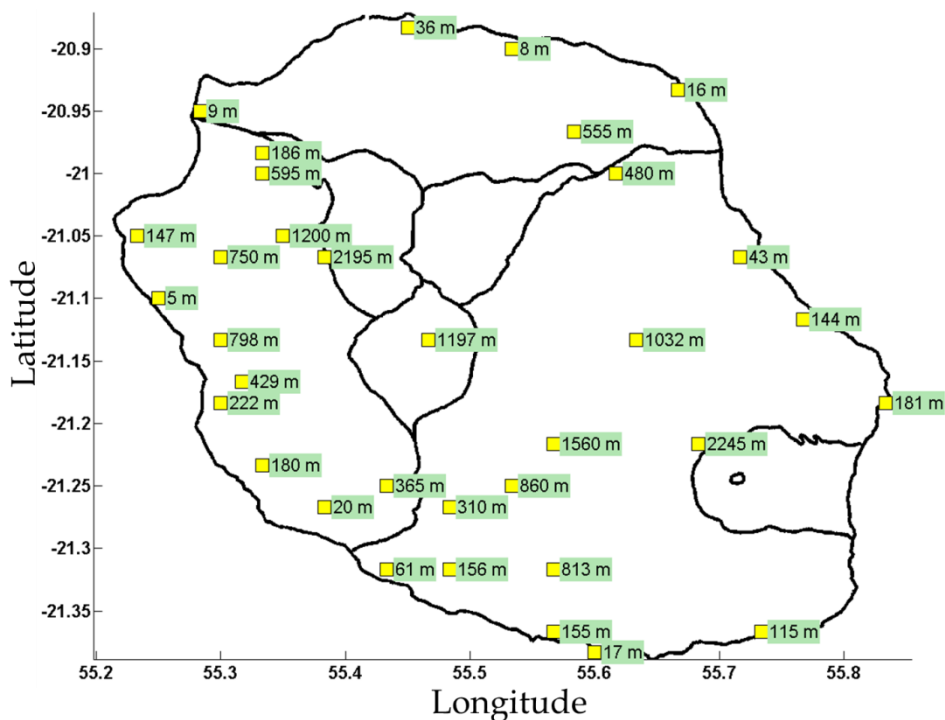 36 m
-20.9
8 m
16 m
-20.95
9 m
555 m
186 m
-21
595 m
480 m
-21.05
147 m
1200 m
750 m
2195 m
43 m
-21.1
5 m
144 m
798 m
1197 m
1032 m
-21.15
429 m
222 m
181 m
-21.2
1560 m
2245 m
180 m
-21.25
365 m
860 m
20 m
310 m
-21.3
61 m
156 m
813 m
-21.35
155 m
115 m
17 m
Latitude
55.2 55.3 55.4 55.5 55.6 55.7 55.8
Longitude